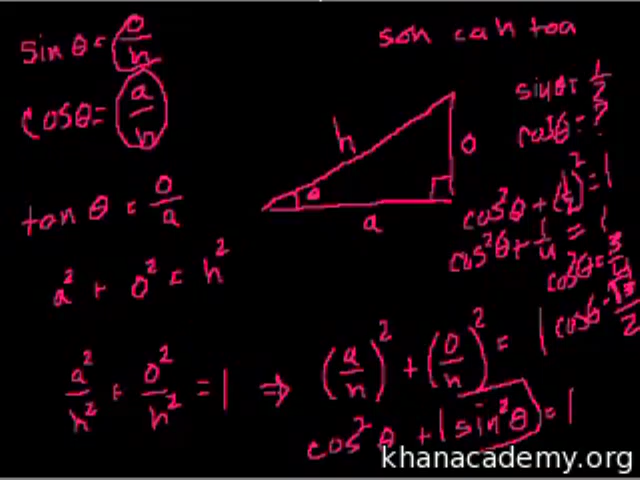 sin θ = o/h
soh cah toa
cos θ = a/h
sin θ = 1/2
cos θ = ?
h
θ
o
a
tan θ = o/a
cos²θ + (1/2)² = 1
cos²θ + 1/4 = 1
cos²θ = 3/4
cos θ = √3/2
a² + o² = h²
a²/h² + o²/h² = 1 ⇒ (a/h)² + (o/h)² = 1
cos²θ + sin²θ = 1
khanacademy.org